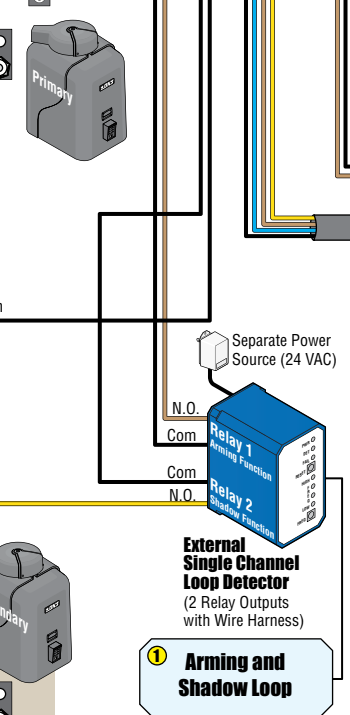 Primary
Separate Power
Source (24 VAC)
N.O.
Com
Com
N.O.
Relay 1
Arming Function
Relay 2
Shadow Function
External
Single Channel
Loop Detector
(2 Relay Outputs
with Wire Harness)
ndary
1
Arming and
Shadow Loop